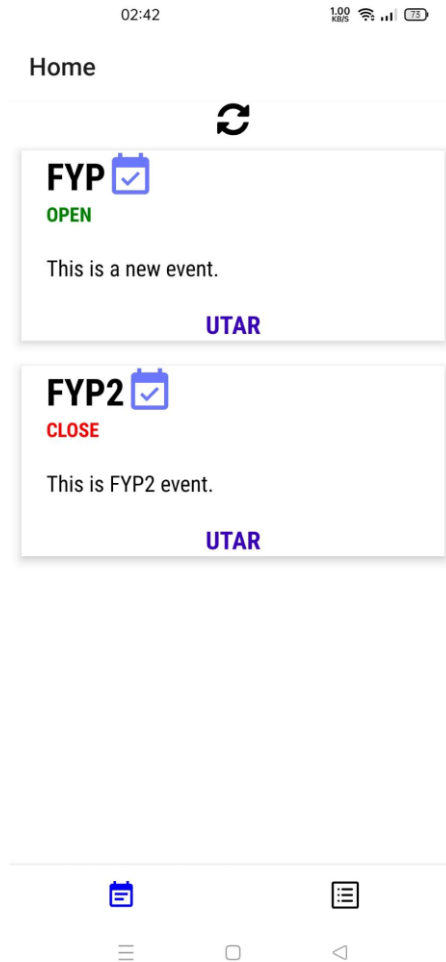 02:42
1.00
KB/S
73
Home
FYP
OPEN
This is a new event.
UTAR
FYP2
CLOSE
This is FYP2 event.
UTAR